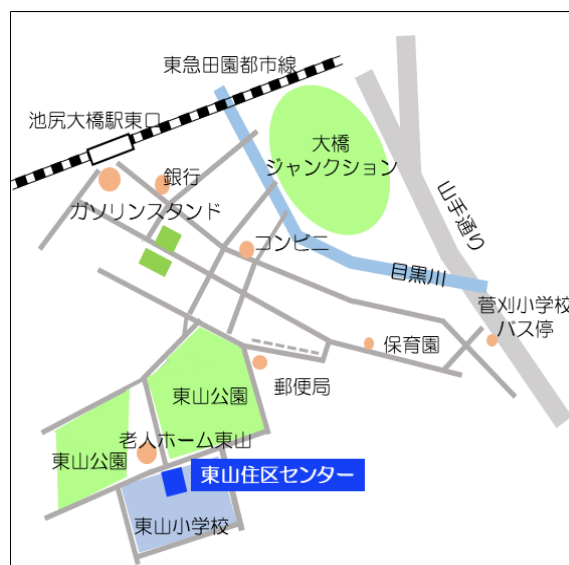 東急田園都市線
池尻大橋駅東口
大橋
ジャンクション
銀行
ガソリンスタンド
山手通り
コンビニ
目黒川
菅刈小学校
バス停
保育園
郵便局
東山公園
老人ホーム東山
東山公園
東山住区センター
東山小学校